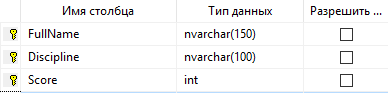 Имя столбца Тип данных Разрешить ...
FullName nvarchar(150)
Discipline nvarchar(100)
Score int